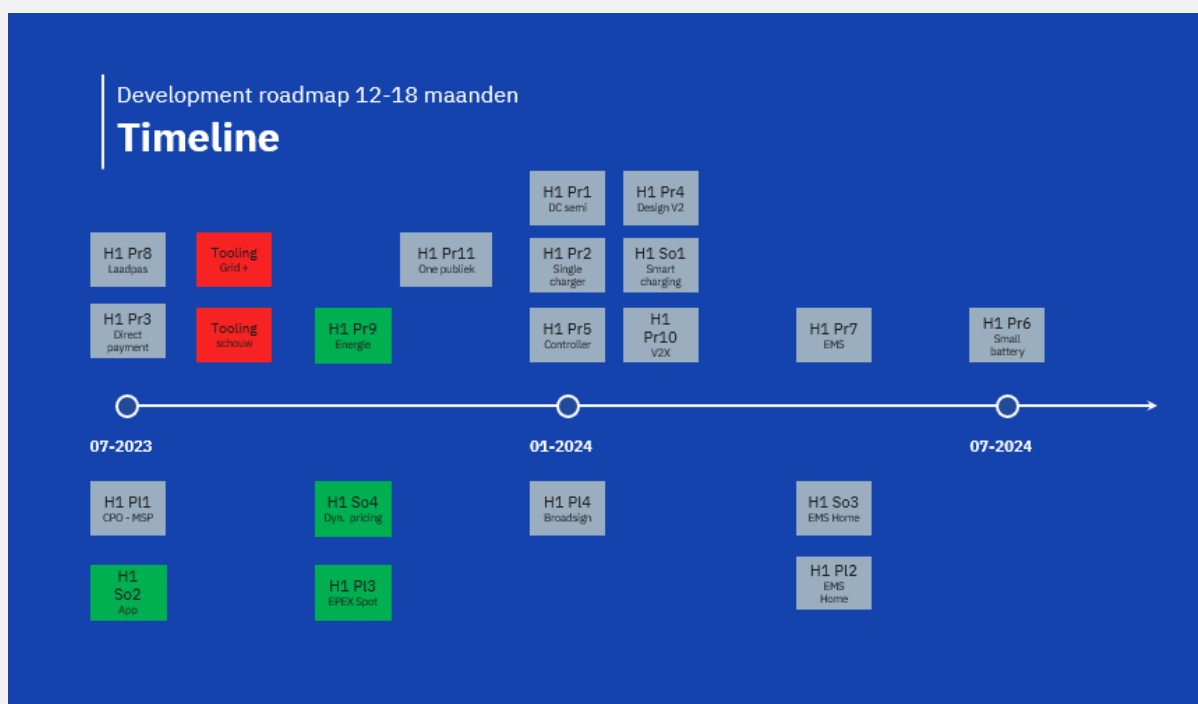 Development roadmap 12-18 maanden
Timeline
H1 Pr1
DC semi
H1 Pr4
Design V2
H1 Pr8
Laadpas
Tooling
Grid +
H1 Pr11
One publiek
H1 Pr2
Single
charger
H1 So1
Smart
charging
H1 Pr3
Direct
payment
Tooling
schouw
H1 Pr9
Energie
H1 Pr5
Controller
H1
Pr10
V2X
H1 Pr7
EMS
H1 Pr6
Small
battery
07-2023
01-2024
07-2024
H1 Pl1
CPO - MSP
H1 So4
Dyn. pricing
H1 Pl4
Broadsign
H1 So3
EMS Home
H1
So2
App
H1 Pl3
EPEX Spot
H1 Pl2
EMS
Home